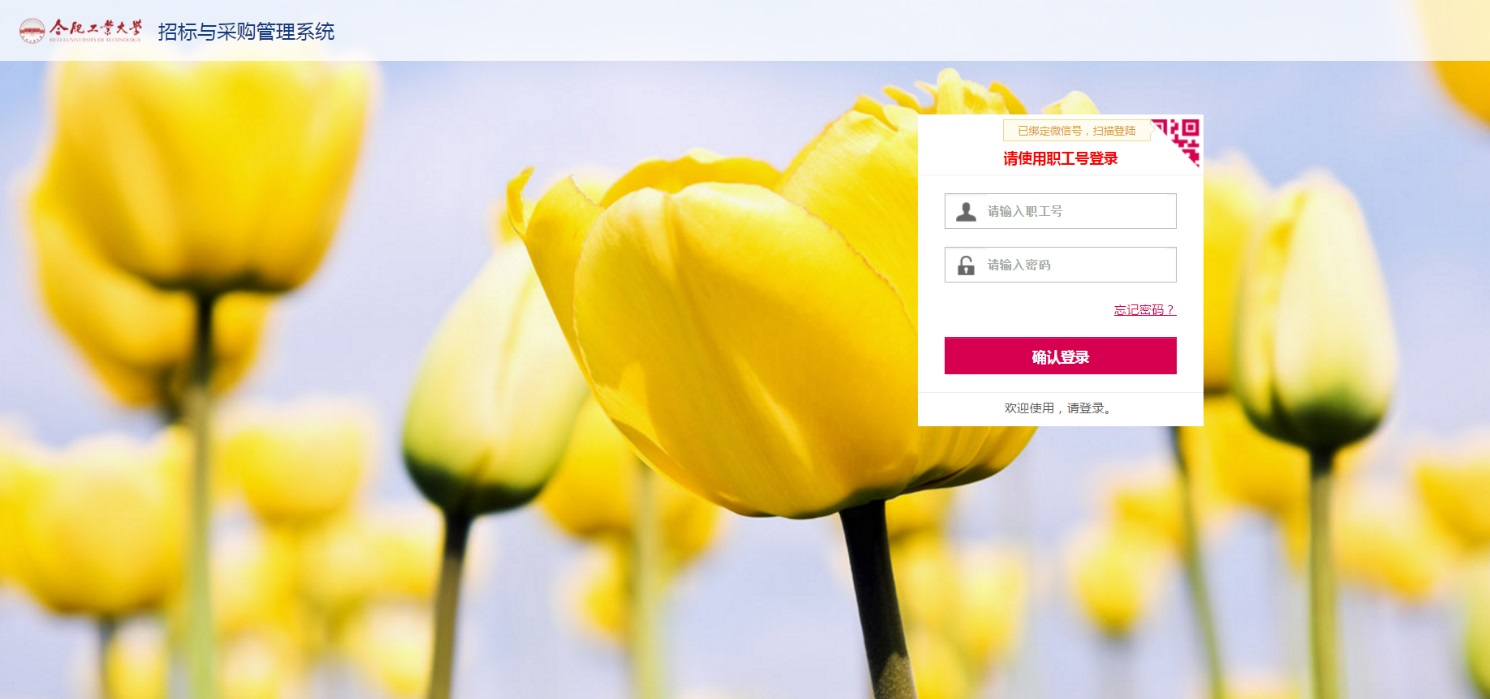 合肥工业大学 招标与采购管理系统
已绑定微信号，扫描登陆
请使用职工号登录
请输入职工号
请输入密码
忘记密码？
确认登录
欢迎使用，请登录。